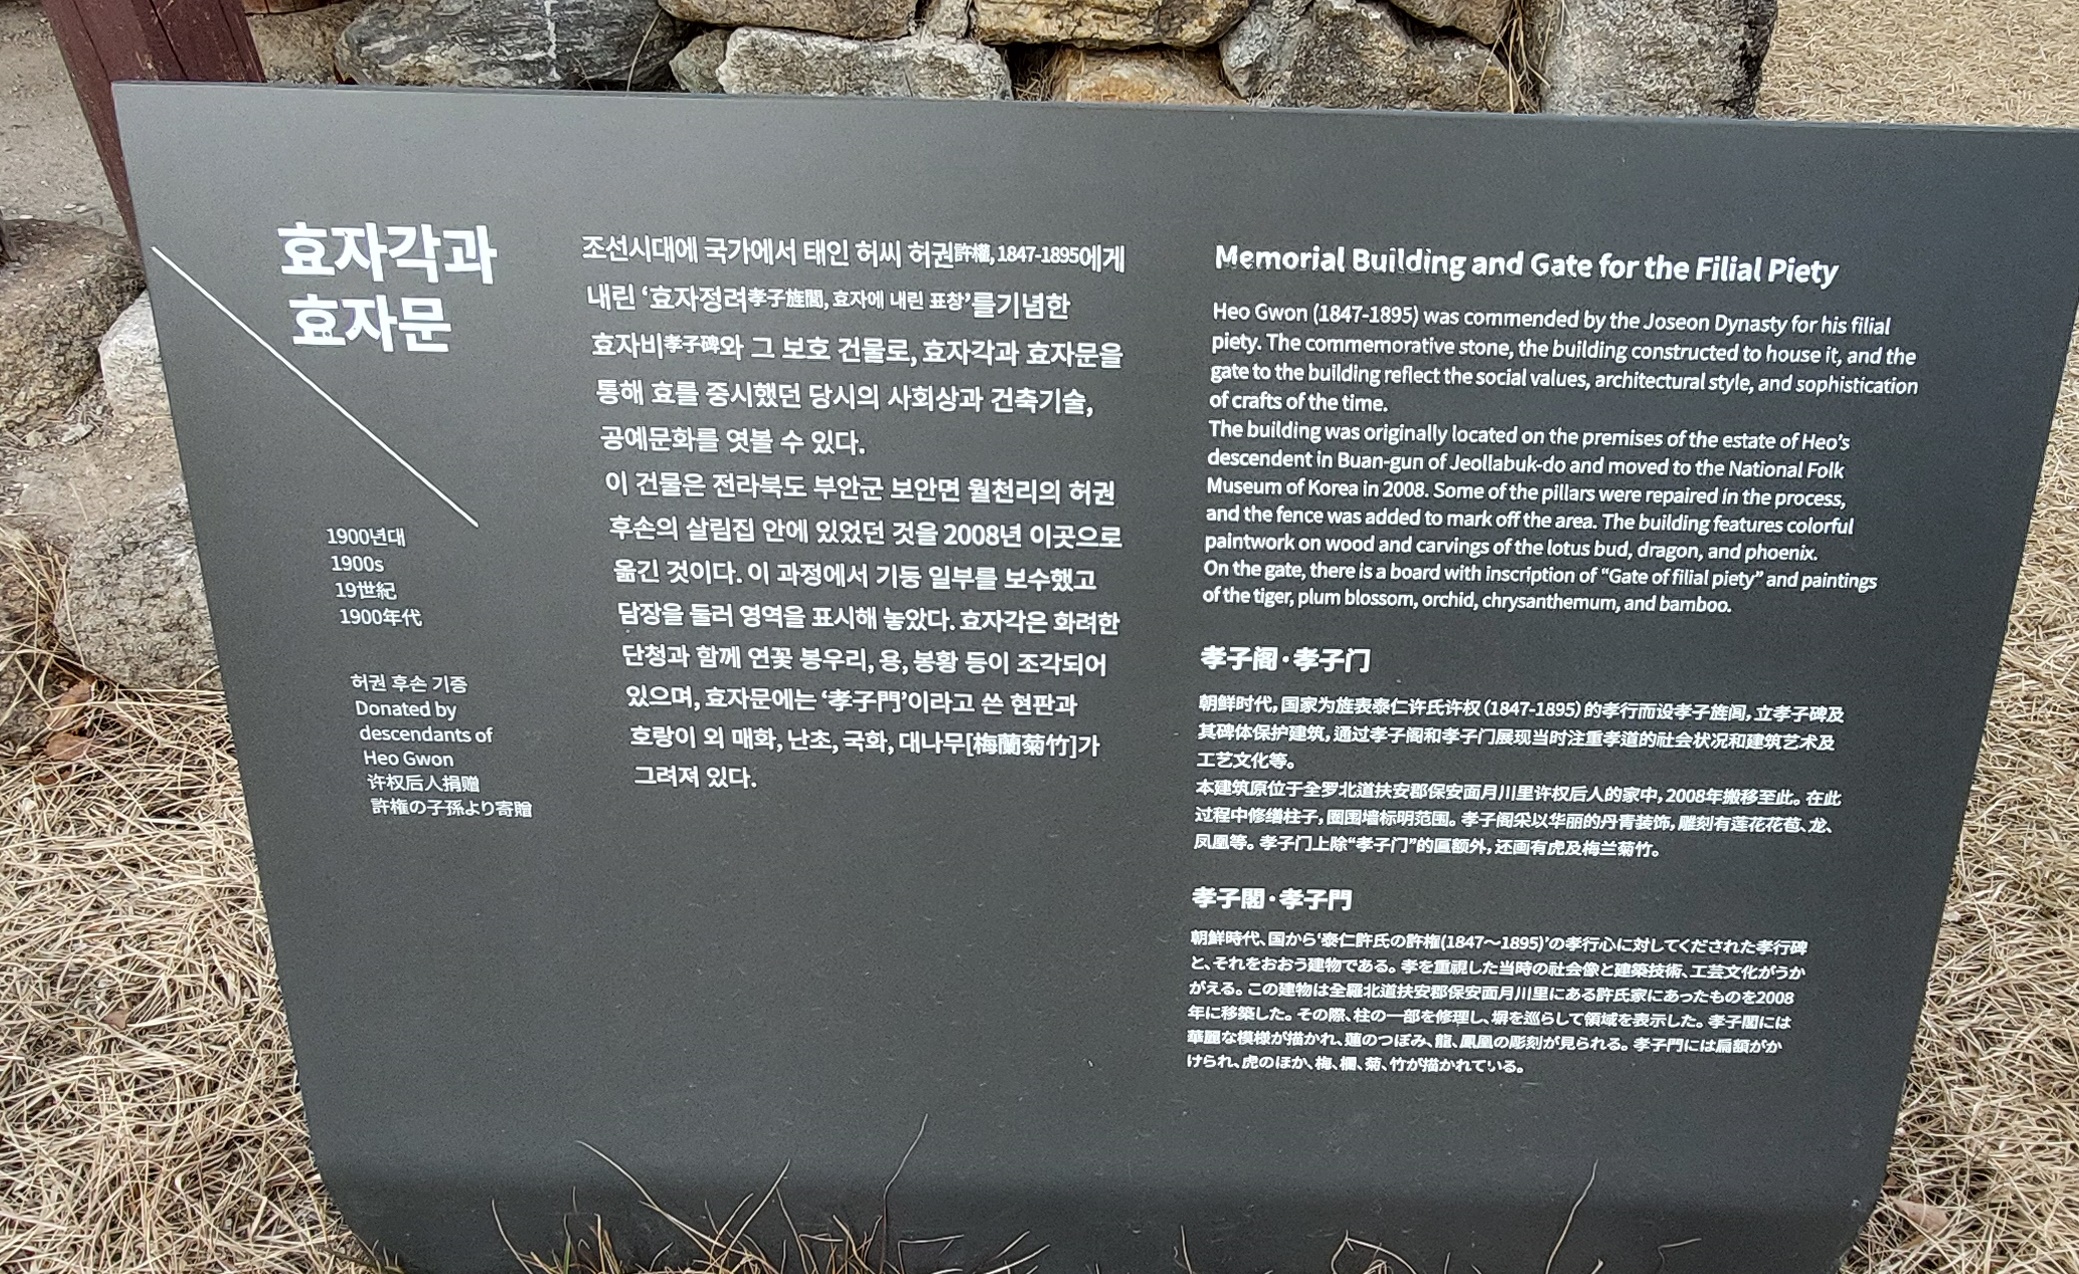 효자각과
효자문
1900년대
1900s
19世紀
1900年代
허권 후손 기증
Donated by
descendants of
Heo Gwon
许权后人捐赠
許権の子孫より寄贈
조선시대에 국가에서 태인 허씨 허권許權, 1847-1895에게
내린 ‘효자정려孝子旌閭, 효자에 내린 표창’를기념한
효자비孝子碑와 그 보호 건물로, 효자각과 효자문을
통해 효를 중시했던 당시의 사회상과 건축기술,
공예문화를 엿볼 수 있다.
이 건물은 전라북도 부안군 보안면 월천리의 허권
후손의 살림집 안에 있었던 것을 2008년 이곳으로
옮긴 것이다. 이 과정에서 기둥 일부를 보수했고
담장을 둘러 영역을 표시해 놓았다. 효자각은 화려한
단청과 함께 연꽃 봉우리, 용, 봉황 등이 조각되어
있으며, 효자문에는 ‘孝子門’이라고 쓴 현판과
호랑이 외 매화, 난초, 국화, 대나무[梅蘭菊竹]가
그려져 있다.
Memorial Building and Gate for the Filial Piety
Heo Gwon (1847-1895) was commended by the Joseon Dynasty for his filial
piety. The commemorative stone, the building constructed to house it, and the
gate to the building reflect the social values, architectural style, and sophistication
of crafts of the time.
The building was originally located on the premises of the estate of Heo’s
descendent in Buan-gun of Jeollabuk-do and moved to the National Folk
Museum of Korea in 2008. Some of the pillars were repaired in the process,
and the fence was added to mark off the area. The building features colorful
paintwork on wood and carvings of the lotus bud, dragon, and phoenix.
On the gate, there is a board with inscription of “Gate of filial piety” and paintings
of the tiger, plum blossom, orchid, chrysanthemum, and bamboo.
孝子阁·孝子门
朝鲜时代，国家为旌表泰仁许氏许权（1847-1895）的孝行而设孝子旌闾，立孝子碑及
其碑体保护建筑，通过孝子阁和孝子门展现当时注重孝道的社会状况和建筑艺术及
工艺文化等。
本建筑原位于全罗北道扶安郡保安面月川里许权后人的家中，2008年搬移至此。在此
过程中修缮柱子，圈围墙标明范围。孝子阁采以华丽的丹青装饰，雕刻有莲花花苞、龙、
凤凰等。孝子门上除“孝子门”的匾额外，还画有虎及梅兰菊竹。
孝子閣·孝子門
朝鮮時代、国から‘泰仁許氏の許権(1847～1895)’の孝行心に対してくだされた孝行碑
と、それをおおう建物である。孝を重視した当時の社会像と建築技術、工芸文化がうか
がえる。この建物は全羅北道扶安郡保安面月川里にある許氏家にあったものを2008
年に移築した。その際、柱の一部を修理し、塀を巡らして領域を表示した。孝子閣には
華麗な模様が描かれ、蓮のつぼみ、龍、鳳凰の彫刻が見られる。孝子門には扁額がか
けられ、虎のほか、梅、欄、菊、竹が描かれている。